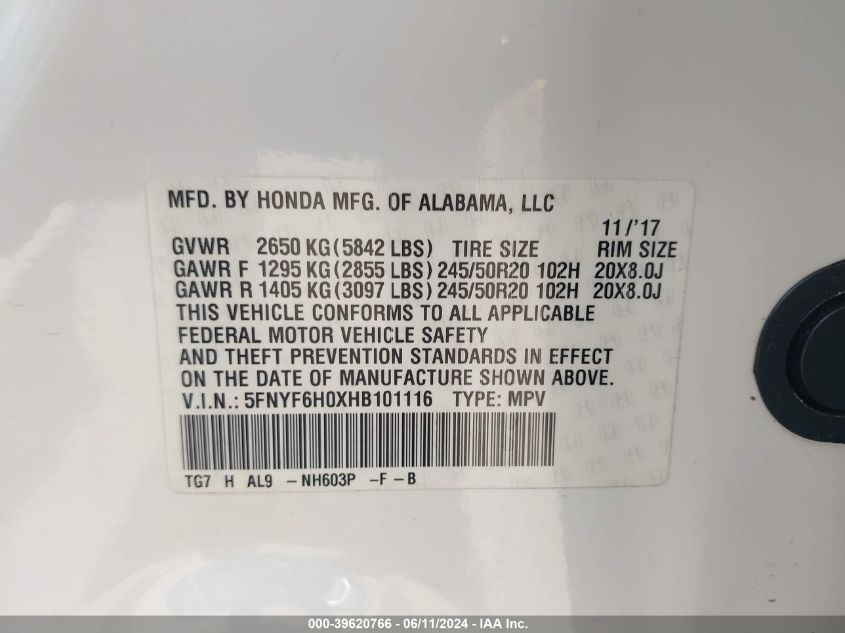 MFD. BY HONDA MFG. OF ALABAMA, LLC
11/'17
GVWR 2650 KG (5842 LBS) TIRE SIZE RIM SIZE
GAWR F 1295 KG (2855 LBS) 245/50R20 102H 20X8.0J
GAWR R 1405 KG (3097 LBS) 245/50R20 102H 20X8.0J
THIS VEHICLE CONFORMS TO ALL APPLICABLE
FEDERAL MOTOR VEHICLE SAFETY
AND THEFT PREVENTION STANDARDS IN EFFECT
ON THE DATE OF MANUFACTURE SHOWN ABOVE.
V.I.N.: 5FNYF6H0XHB101116 TYPE: MPV
TG7 H AL9 -NH603P -F -B
000-39620766 - 06/11/2024 - IAA Inc.